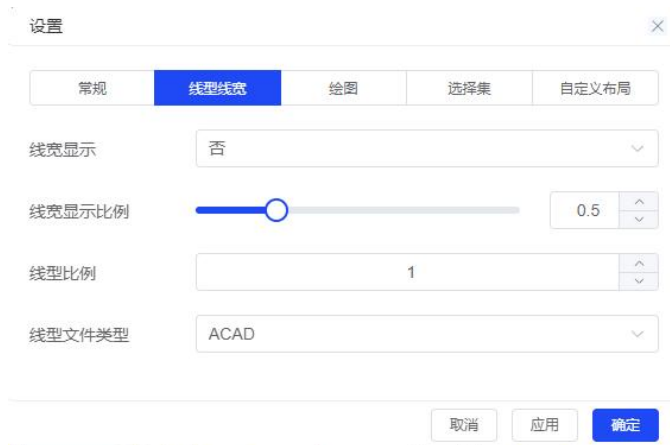 设置
常规 线型线宽 绘图 选择集 自定义布局
线宽显示 否
线宽显示比例 0.5
线型比例 1
线型文件类型 ACAD
取消 应用 确定